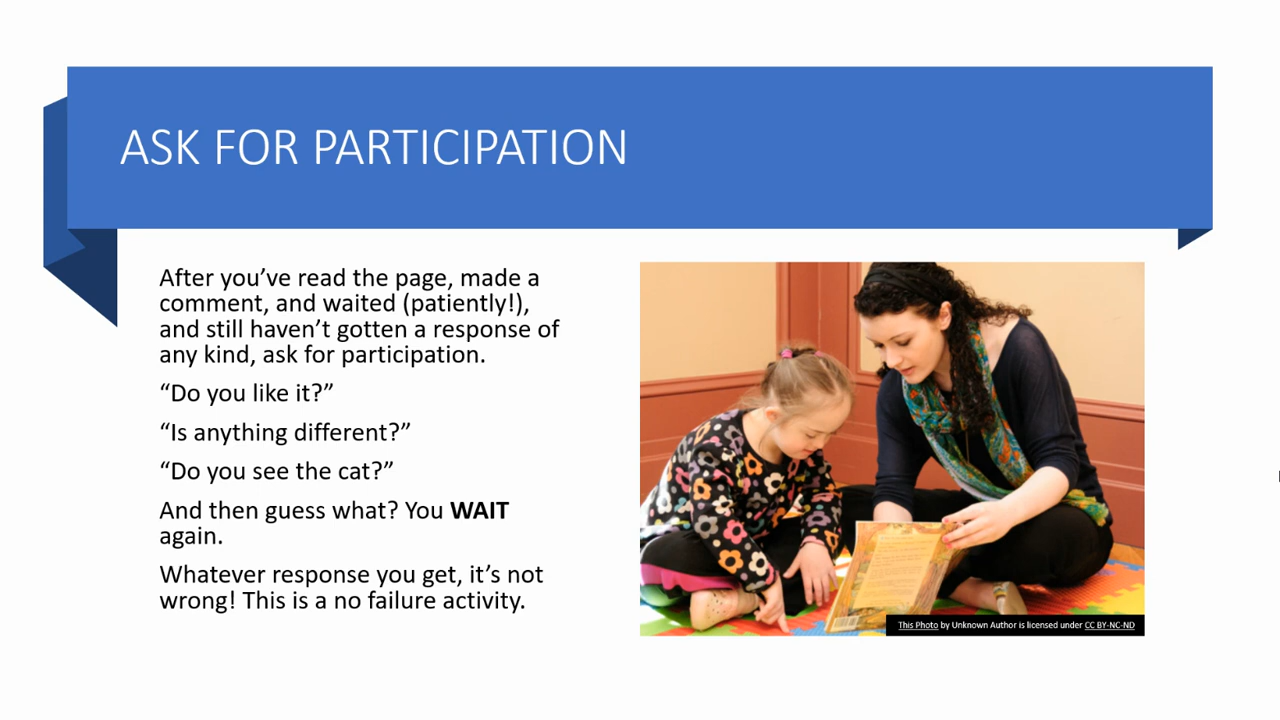 ASK FOR PARTICIPATION
After you’ve read the page, made a
comment, and waited (patiently!),
and still haven’t gotten a response of
any kind, ask for participation.
“Do you like it?”
“Is anything different?”
“Do you see the cat?”
And then guess what? You WAIT
again.
Whatever response you get, it’s not
wrong! This is a no failure activity.
This Photo by Unknown Author is licensed under CC BY-NC-ND